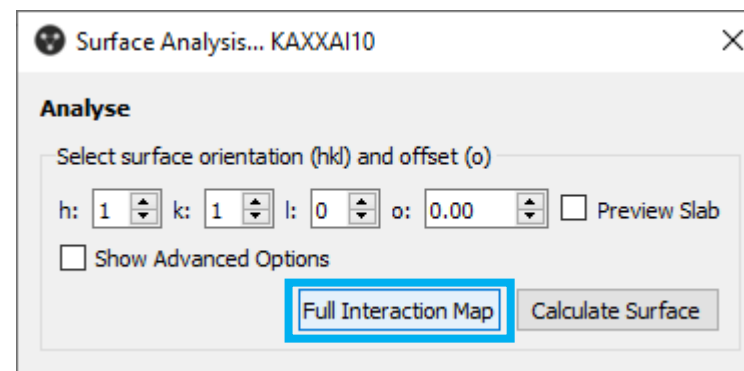 Surface Analysis... KAXXAI10
Analyse
Select surface orientation (hkl) and offset (o)
h: 1 k: 1 l: 0 o: 0.00 Preview Slab
Show Advanced Options
Full Interaction Map Calculate Surface